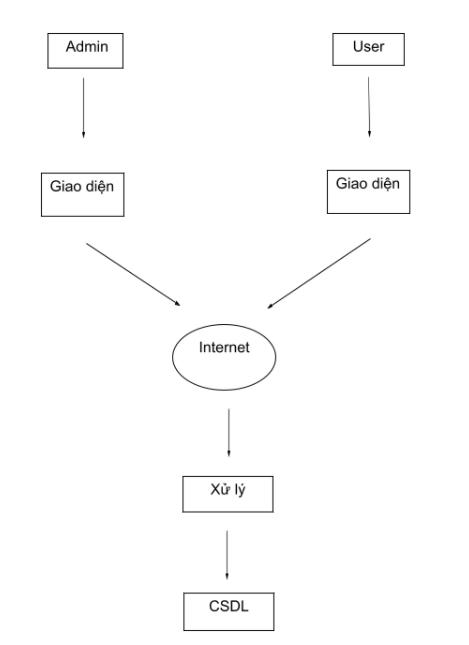 Admin
User
Giao diện
Giao diện
Internet
Xử lý
CSDL